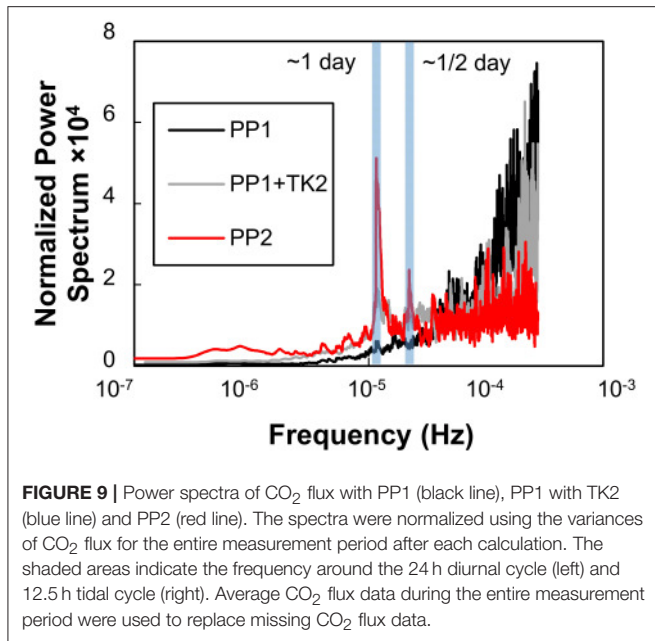 8
6
4
2
0
Normalized Power
Spectrum ×10⁴
~1 day
~1/2 day
PP1
PP1+TK2
PP2
10⁻⁷ 10⁻⁶ 10⁻⁵ 10⁻⁴ 10⁻³
Frequency (Hz)
FIGURE 9 | Power spectra of CO₂ flux with PP1 (black line), PP1 with TK2
(blue line) and PP2 (red line). The spectra were normalized using the variances
of CO₂ flux for the entire measurement period after each calculation. The
shaded areas indicate the frequency around the 24 h diurnal cycle (left) and
12.5 h tidal cycle (right). Average CO₂ flux data during the entire measurement
period were used to replace missing CO₂ flux data.